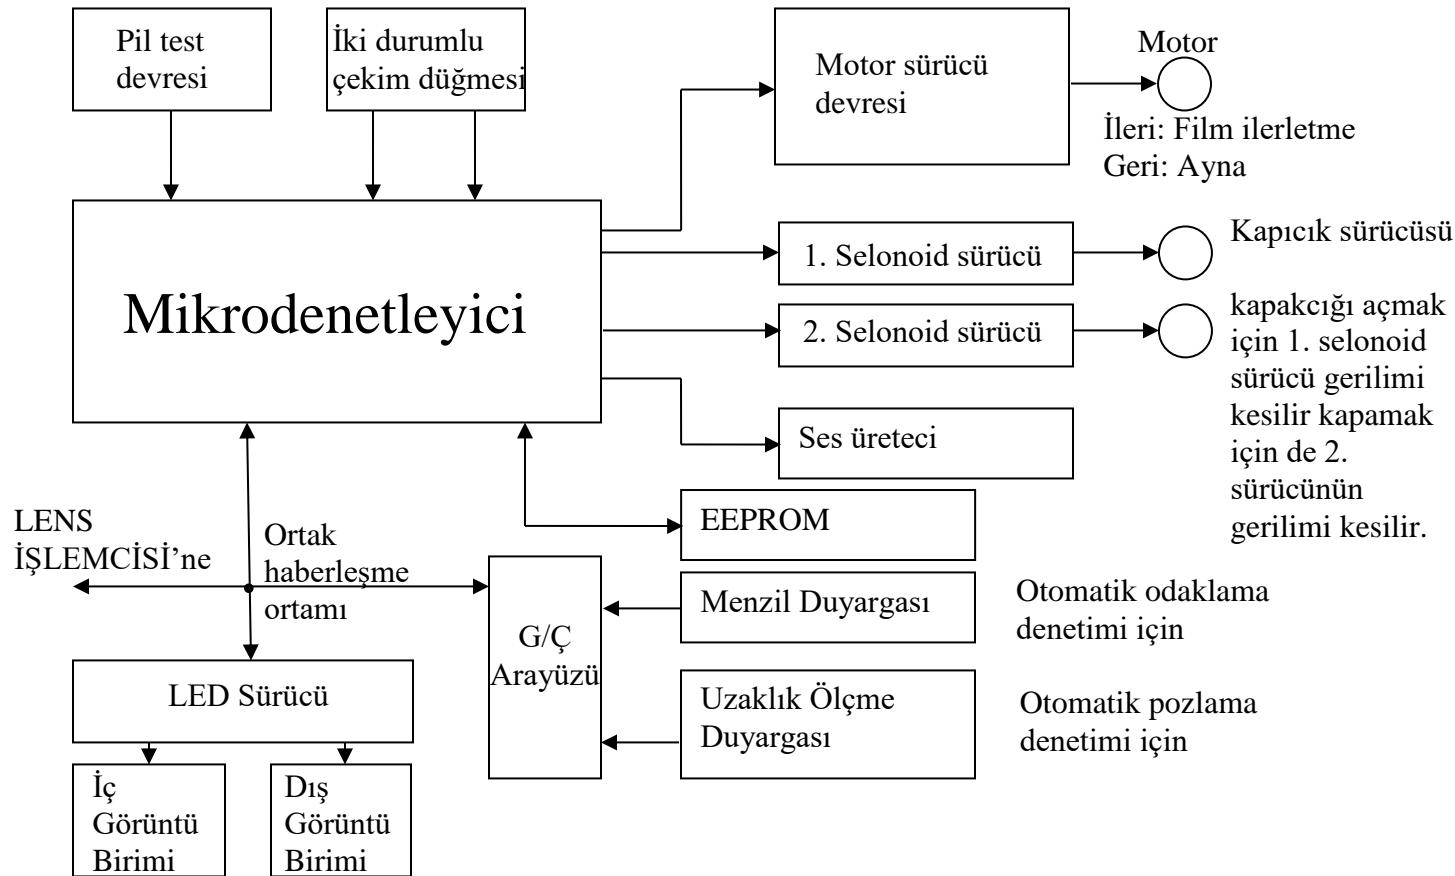 Pil test
devresi
İki durumlu
çekim düğmesi
Motor sürücü
devresi
Motor
İleri: Film ilerletme
Geri: Ayna
Mikrodenetleyici
1. Selonoid sürücü
Kapıcık sürücüsü
2. Selonoid sürücü
kapakcığı açmak
için 1. selonoid
sürücü gerilimi
kesilir kapamak
için de 2.
sürücünün
gerilimi kesilir.
Ses üreteci
EEPROM
LENS
İŞLEMCİSİ’ne
Ortak
haberleşme
ortamı
G/Ç
Arayüzü
Menzil Duyargası
Otomatik odaklama
denetimi için
Uzaklık Ölçme
Duyargası
Otomatik pozlama
denetimi için
LED Sürücü
İç
Görüntü
Birimi
Dış
Görüntü
Birimi